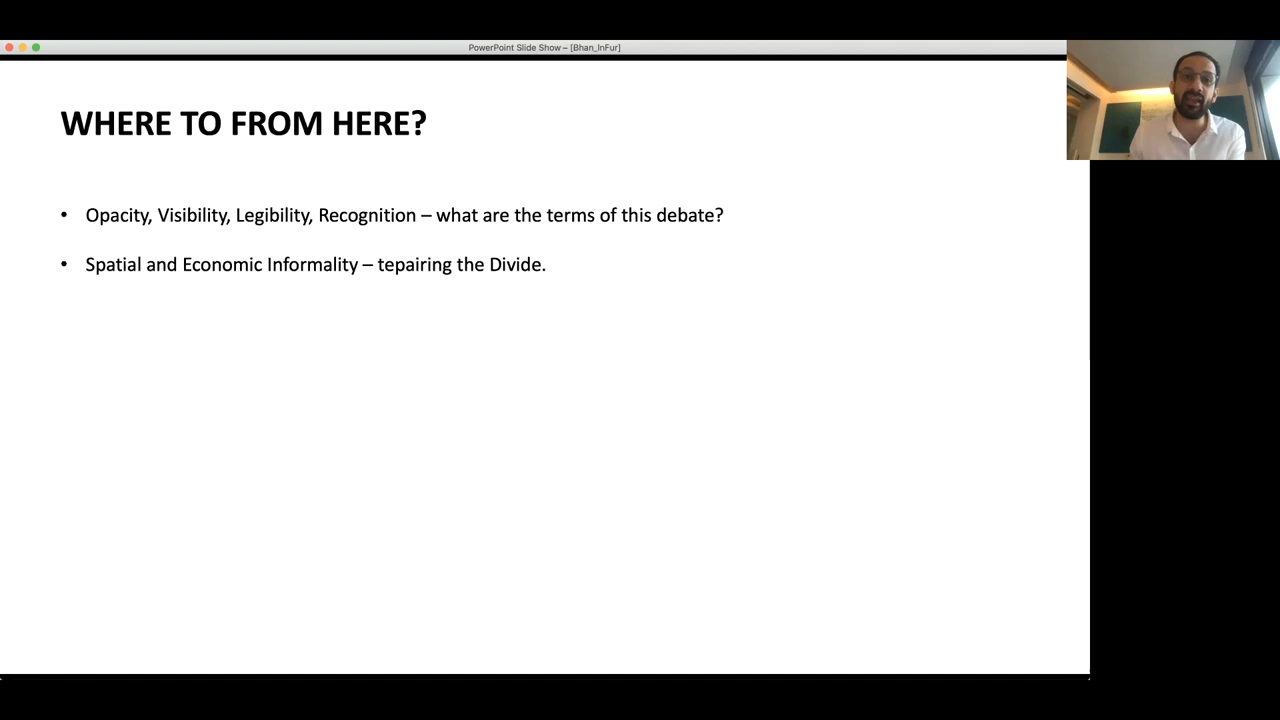 PowerPoint Slide Show – [Bhan_InFur]
WHERE TO FROM HERE?
• Opacity, Visibility, Legibility, Recognition – what are the terms of this debate?
• Spatial and Economic Informality – tepairing the Divide.